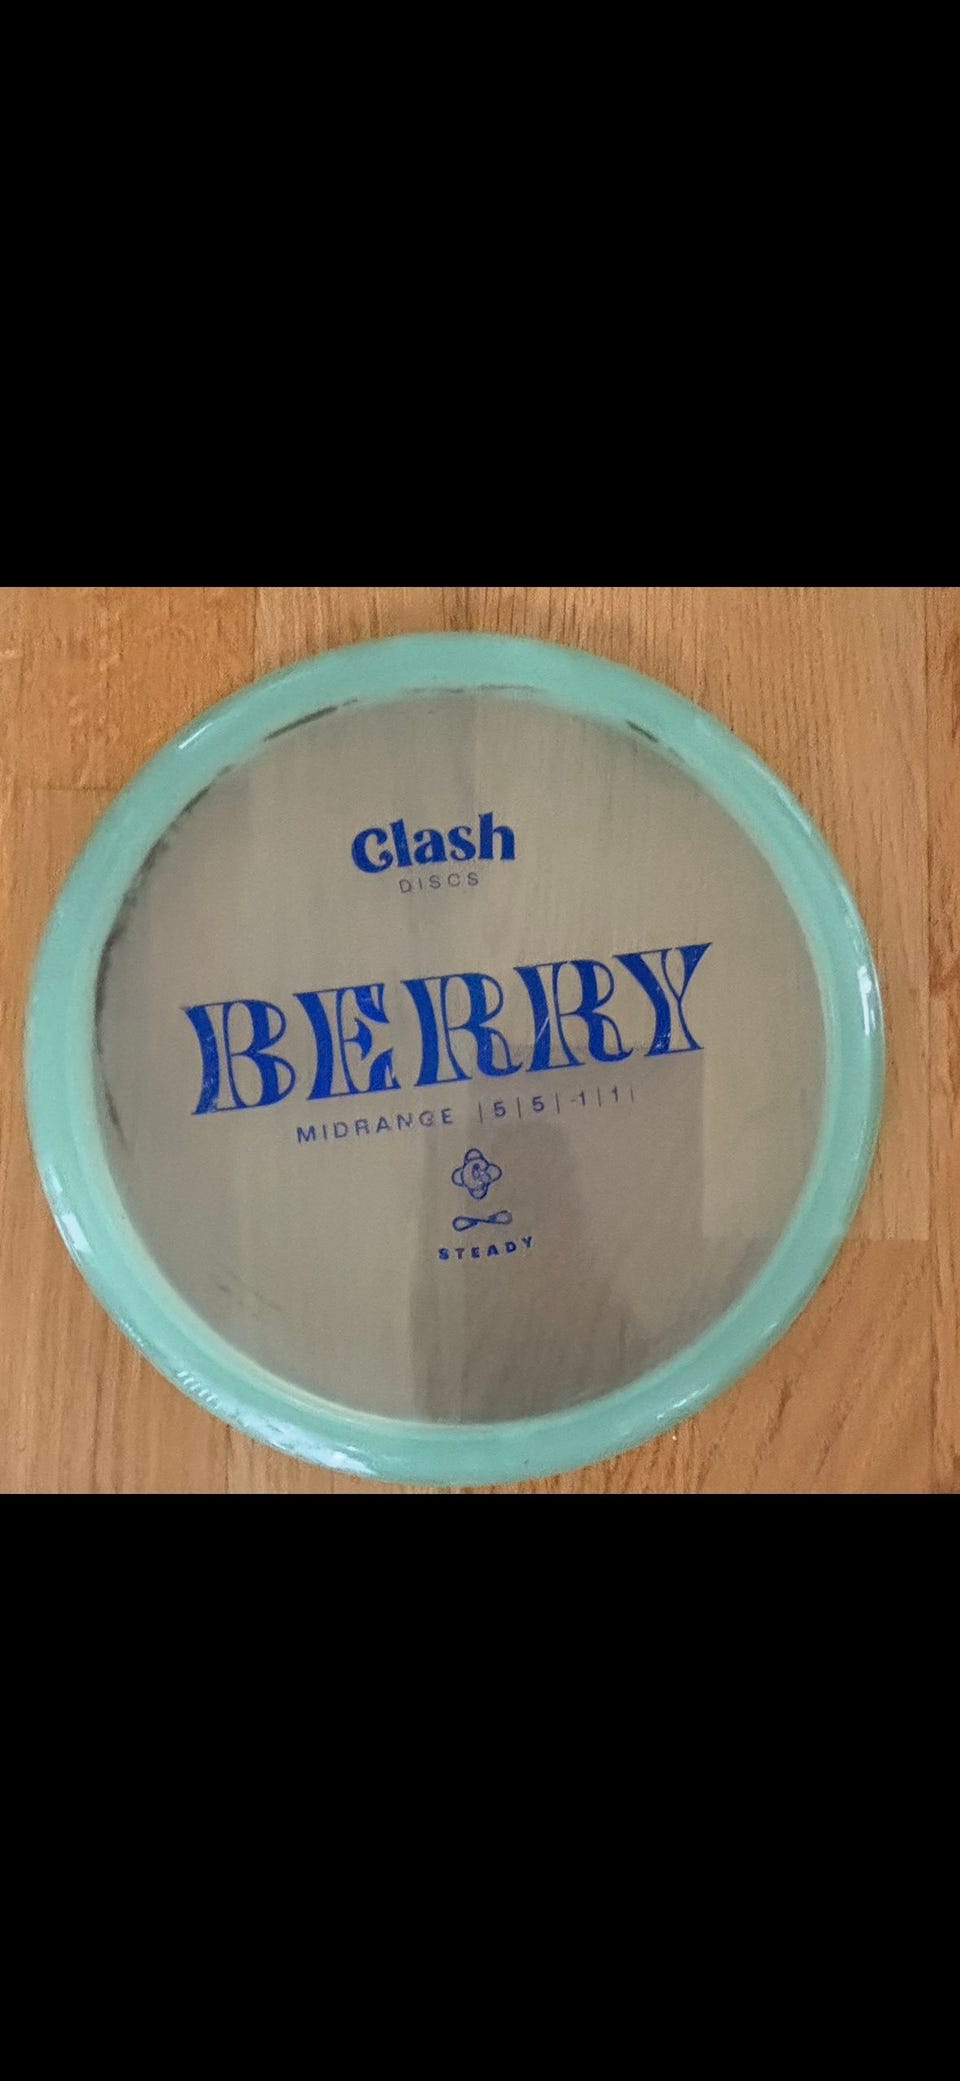 Clash
DISCS
BERRY
MIDRANGE |5|5|-1|1|
STEADY